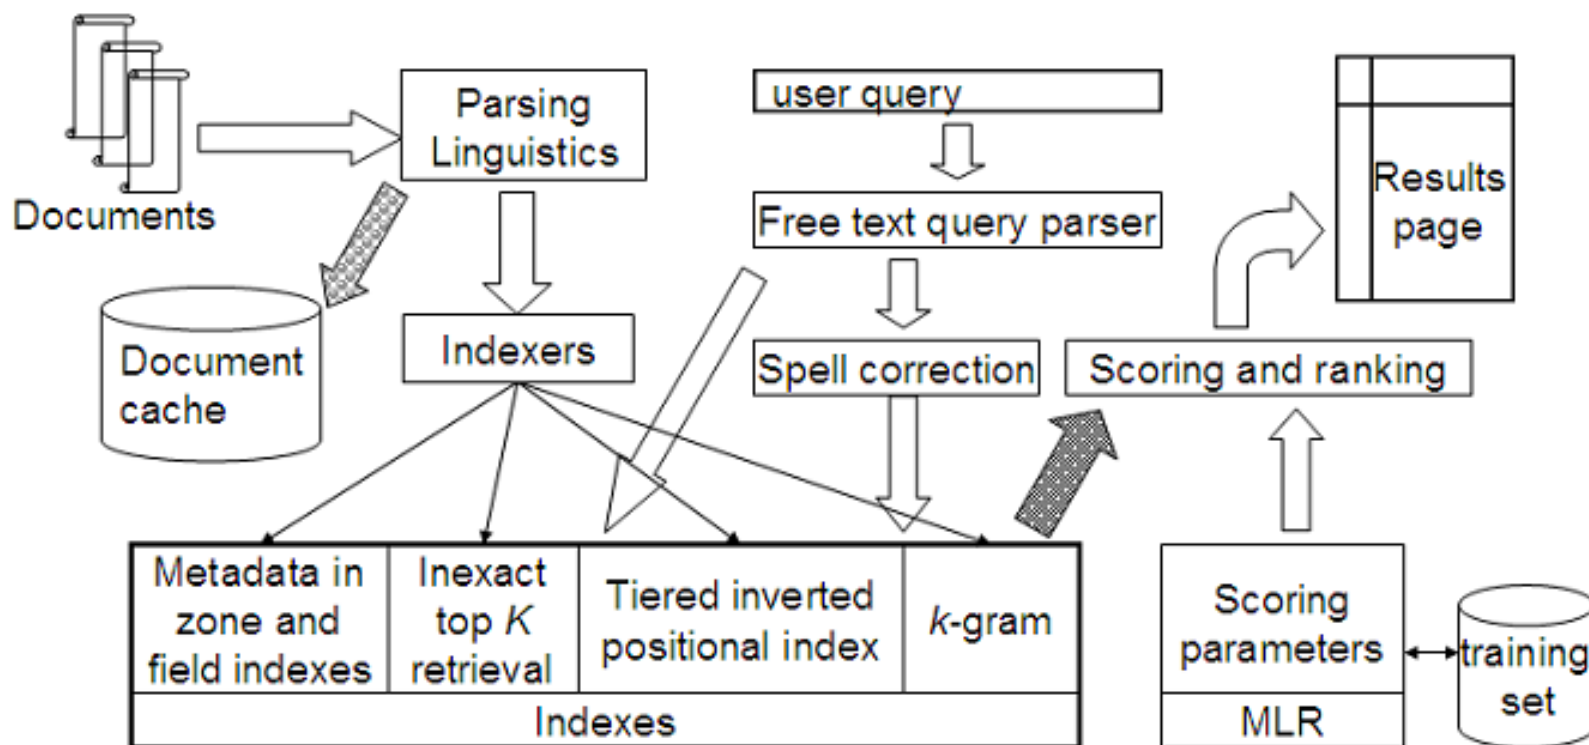 Documents
Parsing
Linguistics
user query
Free text query parser
Results
page
Document
cache
Indexers
Spell correction
Scoring and ranking
Metadata in
zone and
field indexes
Inexact
top K
retrieval
Tiered inverted
positional index
k-gram
Indexes
Scoring
parameters
MLR
training
set